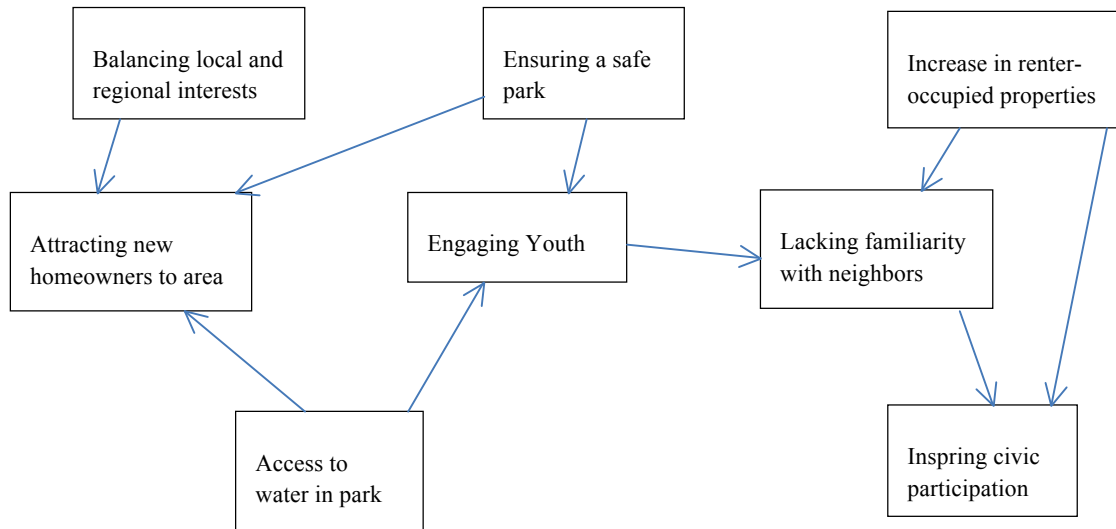 Balancing local and
regional interests
Ensuring a safe
park
Increase in renter-
occupied properties
Attracting new
homeowners to area
Engaging Youth
Lacking familiarity
with neighbors
Access to
water in park
Inspring civic
participation